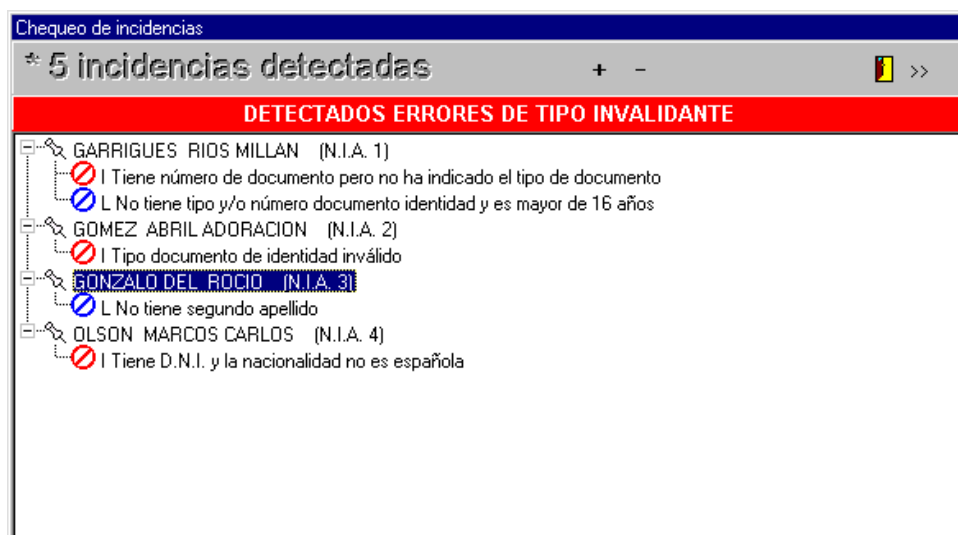 Chequeo de incidencias
* 5 incidencias detectadas + - >>
DETECTADOS ERRORES DE TIPO INVALIDANTE
GARRIGUES RIOS MILLAN (N.I.A. 1)
I Tiene número de documento pero no ha indicado el tipo de documento
L No tiene tipo y/o número documento identidad y es mayor de 16 años
GOMEZ ABRIL ADORACION (N.I.A. 2)
I Tipo documento de identidad inválido
GONZALO DEL ROCIO (N.I.A. 3)
L No tiene segundo apellido
OLSON MARCOS CARLOS (N.I.A. 4)
I Tiene D.N.I. y la nacionalidad no es española